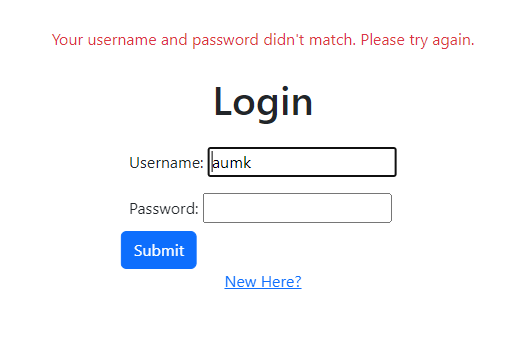 Your username and password didn't match. Please try again.
Login
Username: aumk
Password:
Submit
New Here?